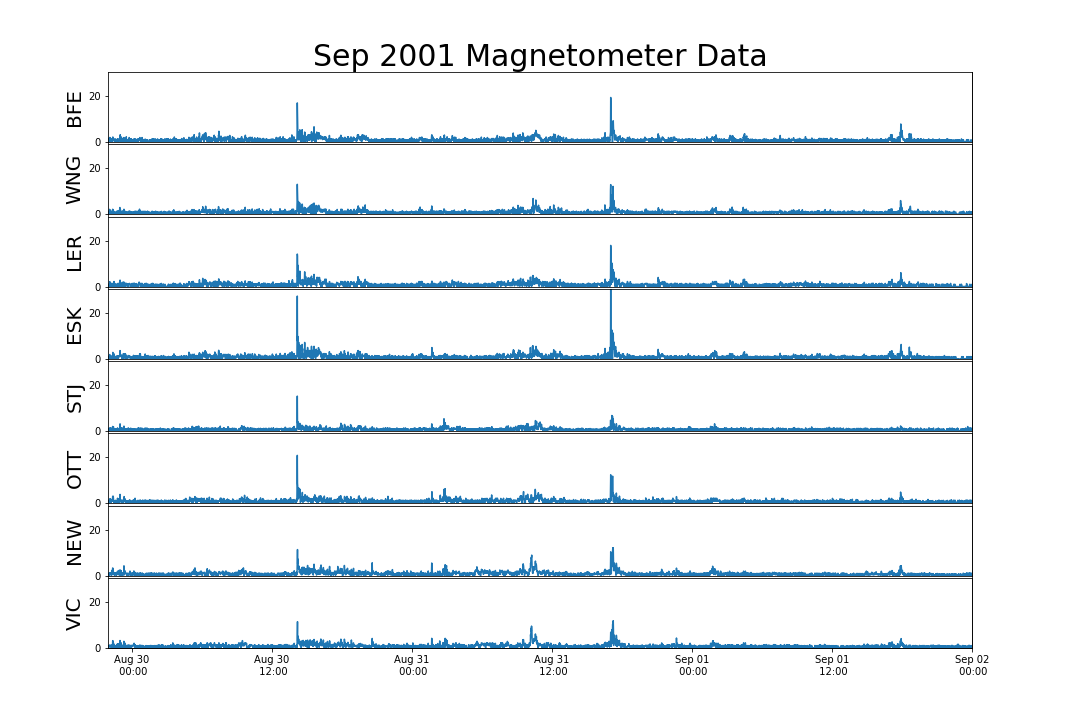 Sep 2001 Magnetometer Data
BFE
20
0
WNG
20
0
LER
20
0
ESK
20
0
STJ
20
0
OTT
20
0
NEW
20
0
VIC
20
0
Aug 30 Aug 30 Aug 31 Aug 31 Sep 01 Sep 01 Sep 02
00:00 12:00 00:00 12:00 00:00 12:00 00:00